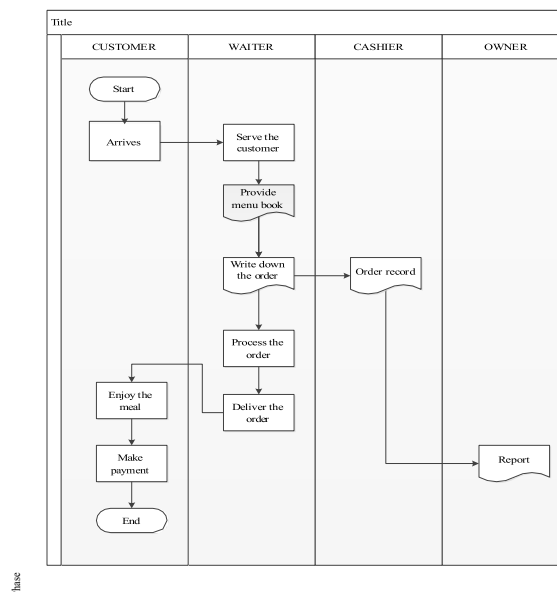 Title
CUSTOMER
WAITER
CASHIER
OWNER
Start
Arrives
Serve the
customer
Provide
menu book
Write down
the order
Order record
Process the
order
Enjoy the
meal
Deliver the
order
Make
payment
Report
End